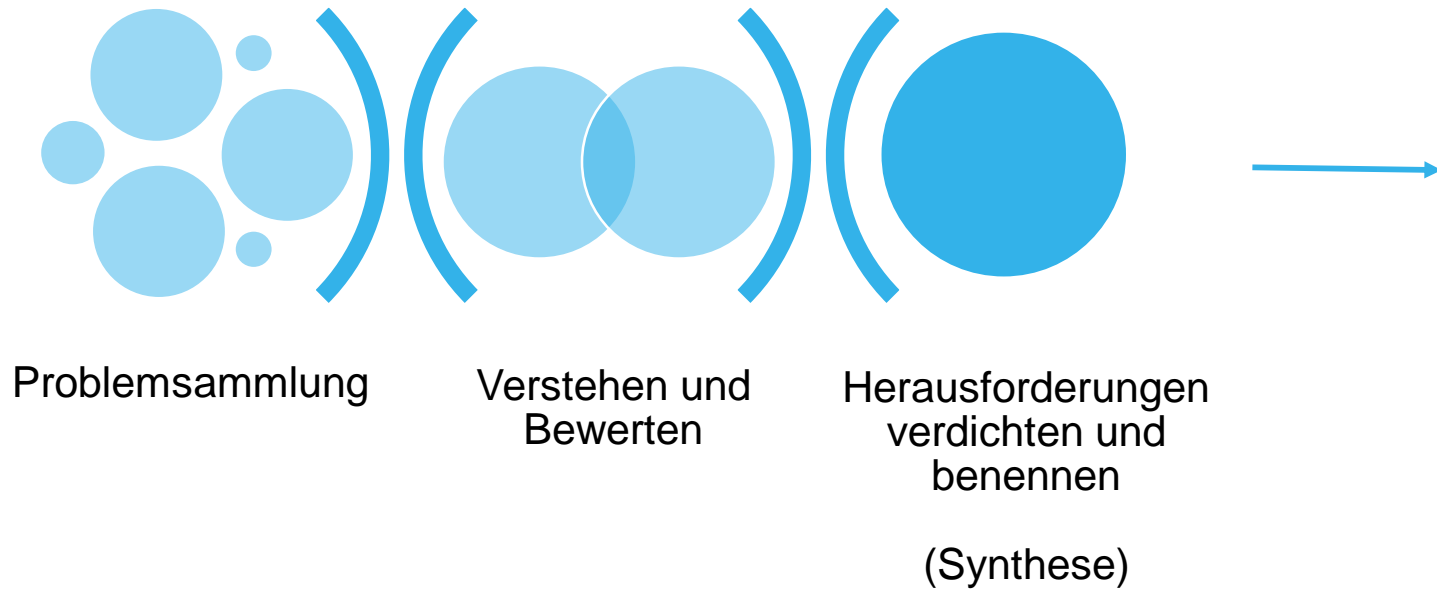 Problemsammlung
Verstehen und
Bewerten
Herausforderungen
verdichten und
benennen
(Synthese)